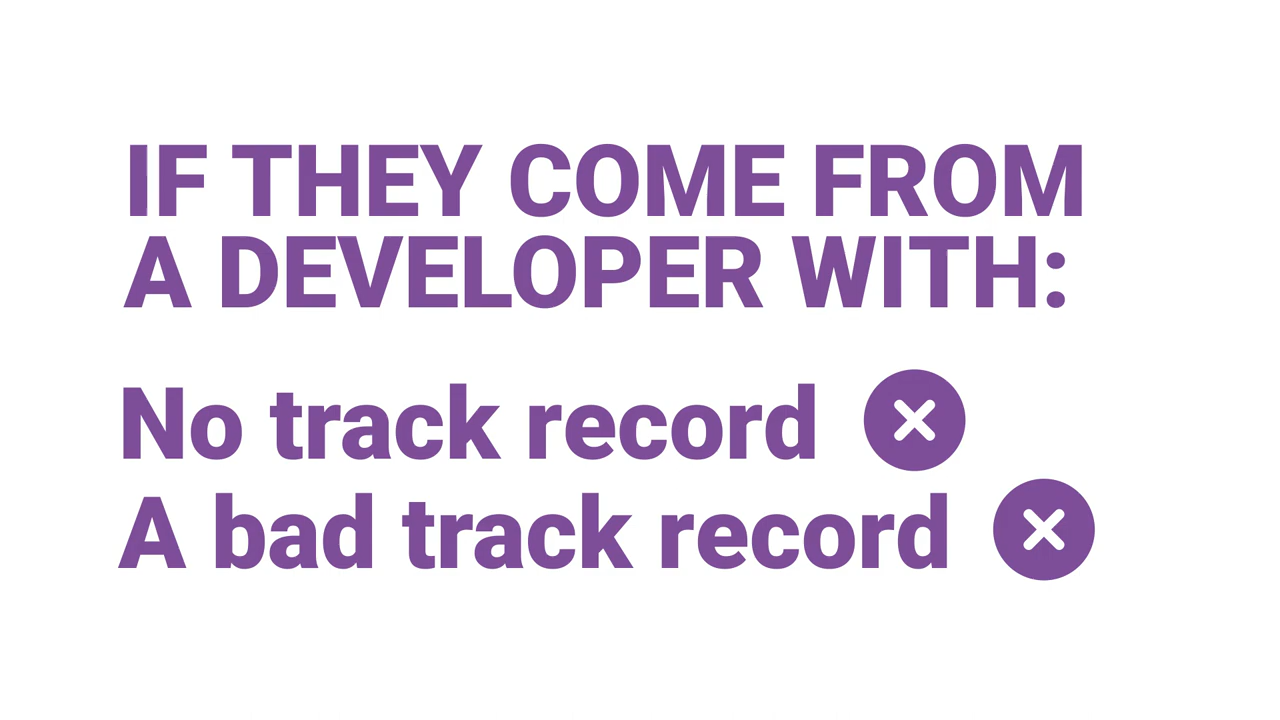 IF THEY COME FROM
A DEVELOPER WITH:
No track record
A bad track record